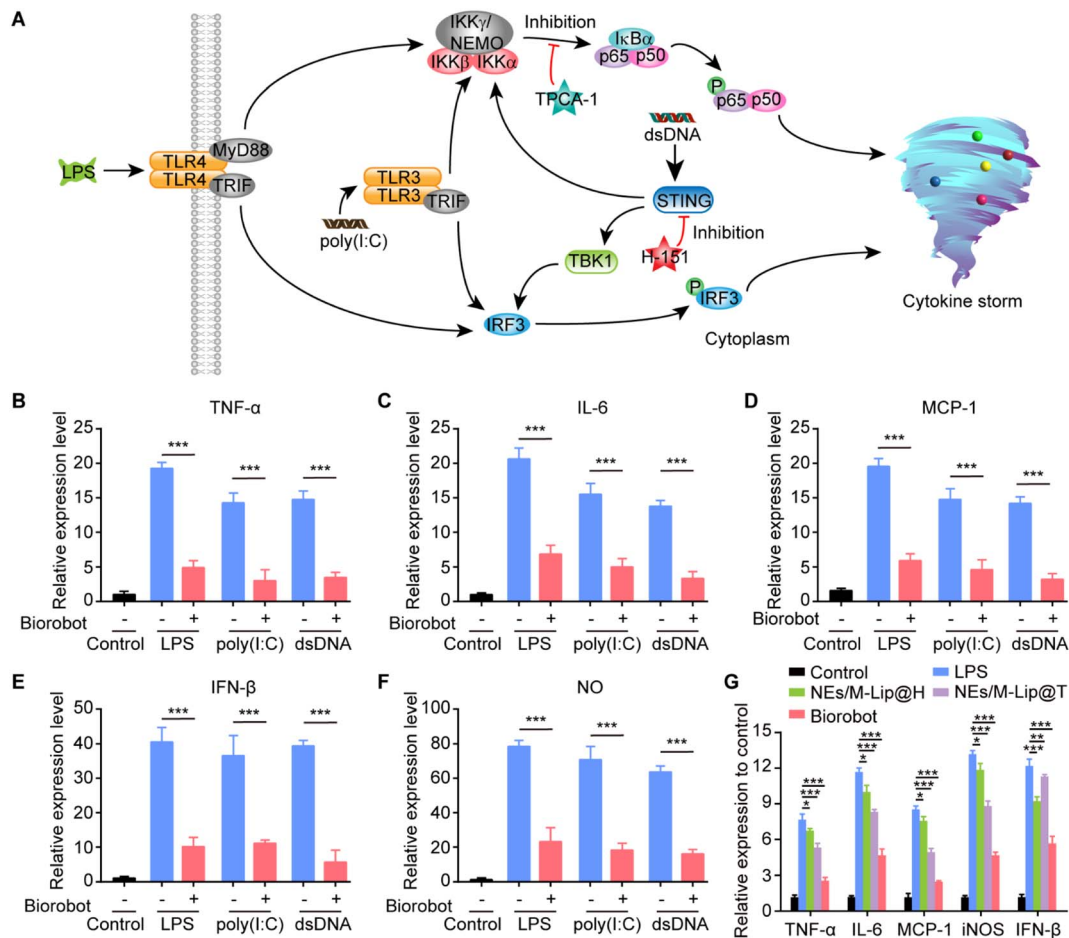 A
IKKγ/
NEMO
IKKβ IKKα
Inhibition
TPCA-1
IκBα
p65 p50
P
p65 p50
dsDNA
LPS
TLR4
TLR4
MyD88
TRIF
TLR3
TLR3
TRIF
poly(I:C)
STING
Inhibition
H-151
TBK1
IRF3
P
IRF3
Cytoplasm
Cytokine storm
B
TNF-α
Relative expression level
25
20
15
10
5
0
***
***
***
Biorobot - - + - + - +
Control LPS poly(I:C) dsDNA
C
IL-6
Relative expression level
25
20
15
10
5
0
***
***
***
Biorobot - - + - + - +
Control LPS poly(I:C) dsDNA
D
MCP-1
Relative expression level
25
20
15
10
5
0
***
***
***
Biorobot - - + - + - +
Control LPS poly(I:C) dsDNA
E
IFN-β
Relative expression level
50
40
30
20
10
0
***
***
***
Biorobot - - + - + - +
Control LPS poly(I:C) dsDNA
F
NO
Relative expression level
100
80
60
40
20
0
***
***
***
Biorobot - - + - + - +
Control LPS poly(I:C) dsDNA
G
Control LPS
NEs/M-Lip@H NEs/M-Lip@T
Biorobot
Relative expression to control
15
12
9
6
3
0
***
***
*
***
***
*
***
***
*
***
***
*
***
**
***
TNF-α IL-6 MCP-1 iNOS IFN-β